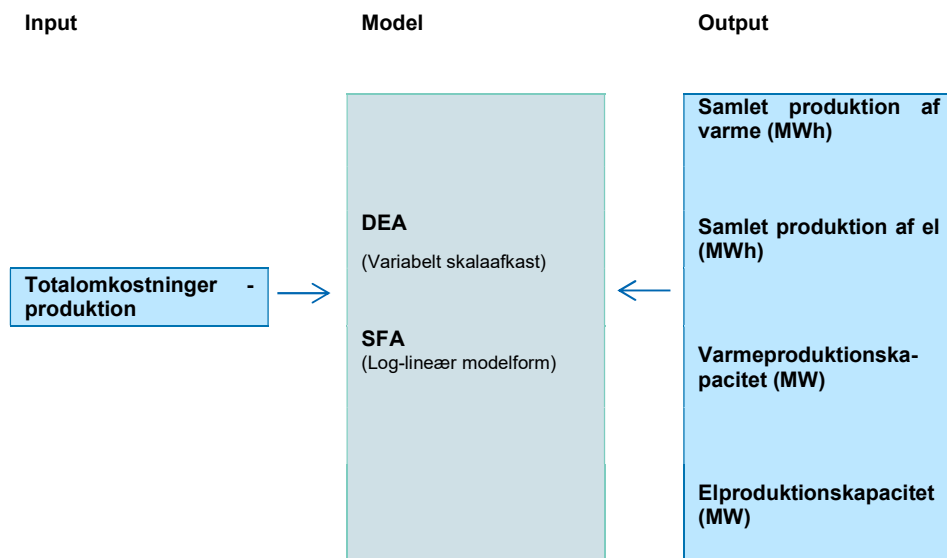 Input
Model
Output
Totalomkostninger -
produktion
DEA
(Variabelt skalaafkast)
SFA
(Log-lineær modelform)
Samlet produktion af
varme (MWh)
Samlet produktion af el
(MWh)
Varmeproduktionska-
pacitet (MW)
Elproduktionskapacitet
(MW)